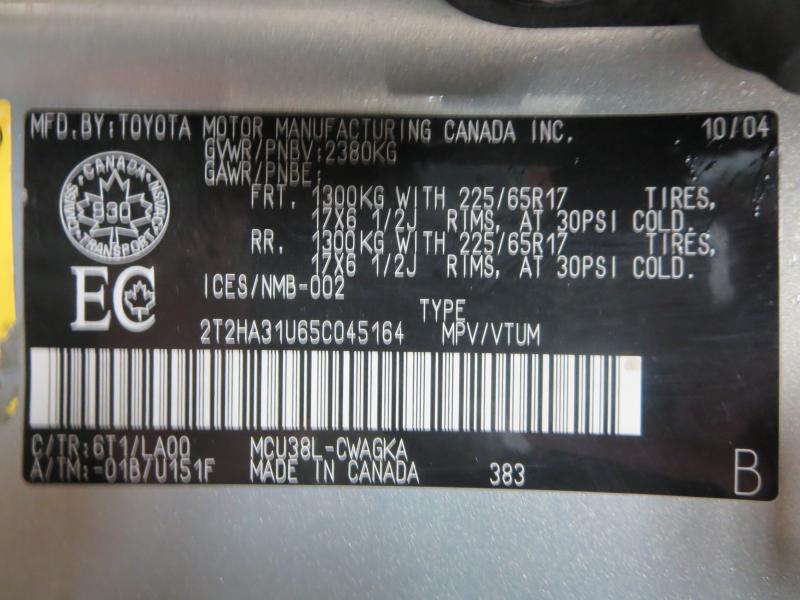 MFD.BY:TOYOTA MOTOR MANUFACTURING CANADA INC. 10/04
GVWR/PNBV:2380KG
GAWR/PNBE:
FRT. 1300KG WITH 225/65R17 TIRES,
17X6 1/2J RIMS, AT 30PSI COLD.
RR. 1300KG WITH 225/65R17 TIRES,
17X6 1/2J RIMS, AT 30PSI COLD.
CANADA
930
TRANSPORT
EC
ICES/NMB-002
TYPE
2T2HA31U65C045164 MPV/VTUM
C/TR:6T1/LA00 MCU38L-CWAGKA
A/TM:-01B/U151F MADE IN CANADA 383
B